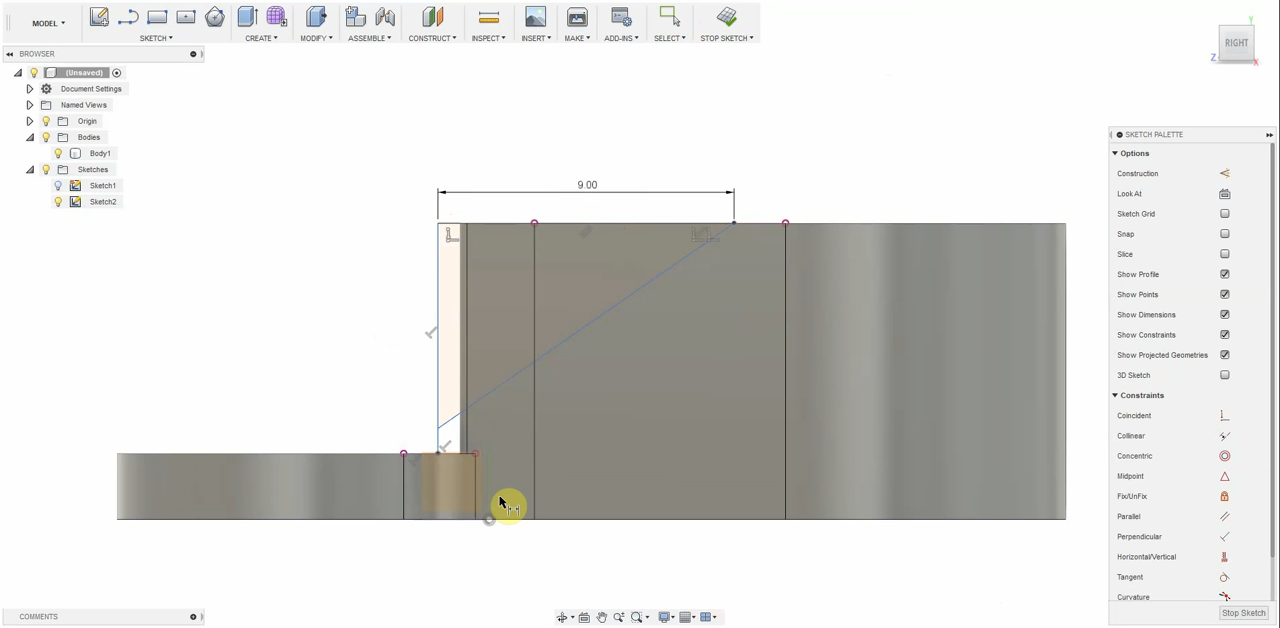 MODEL
SKETCH
CREATE
MODIFY
ASSEMBLE
CONSTRUCT
INSPECT
INSERT
MAKE
ADD-INS
SELECT
STOP SKETCH
BROWSER
(Unsaved)
Document Settings
Named Views
Origin
Bodies
Body1
Sketches
Sketch1
Sketch2
9.00
Y
RIGHT
Z
X
SKETCH PALETTE
Options
Construction
Look At
Sketch Grid
Snap
Slice
Show Profile
Show Points
Show Dimensions
Show Constraints
Show Projected Geometries
3D Sketch
Constraints
Coincident
Collinear
Concentric
Midpoint
Fix/UnFix
Parallel
Perpendicular
Horizontal/Vertical
Tangent
Curvature
Stop Sketch
COMMENTS